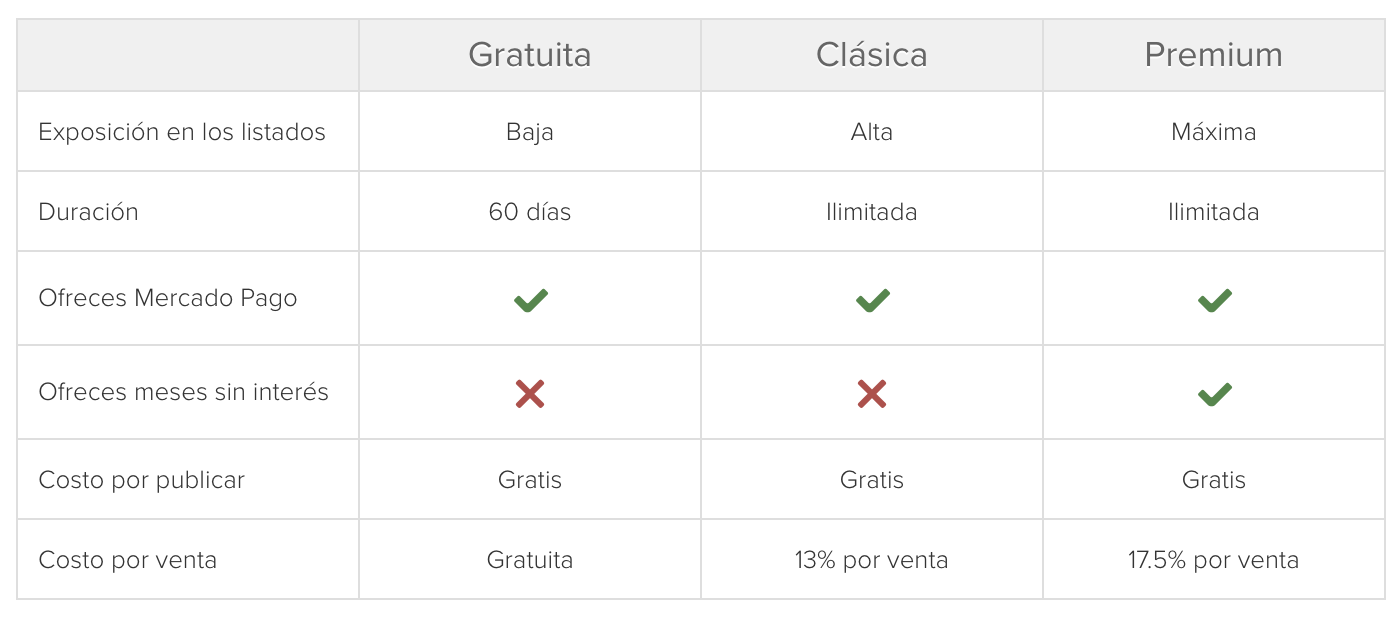 Gratuita Clásica Premium
Exposición en los listados Baja Alta Máxima
Duración 60 días Ilimitada Ilimitada
Ofreces Mercado Pago
Ofreces meses sin interés
Costo por publicar Gratis Gratis Gratis
Costo por venta Gratuita 13% por venta 17.5% por venta